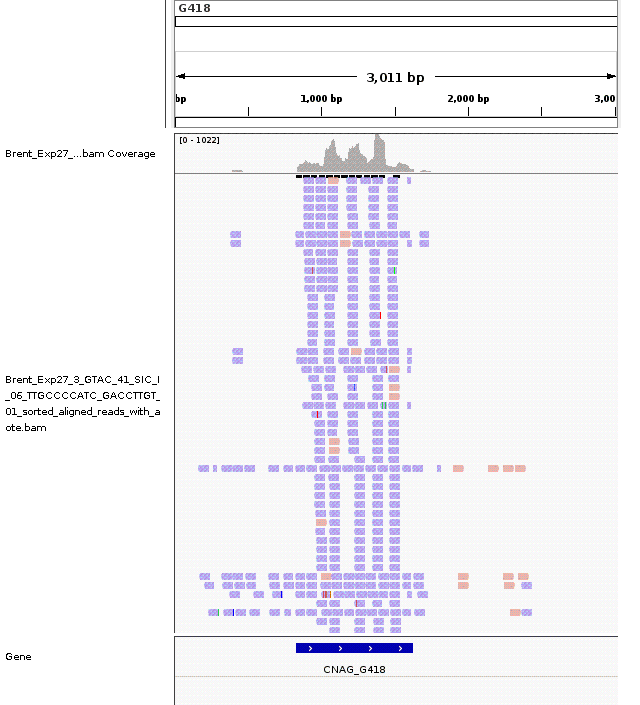 G418
3,011 bp
bp
1,000 bp
2,000 bp
3,00
[0 - 1022]
Brent_Exp27_...bam Coverage
Brent_Exp27_3_GTAC_41_SIC_I
_06_TTGCCCCATC_GACCTTGT_
01_sorted_aligned_reads_with_a
ote.bam
Gene
CNAG_G418